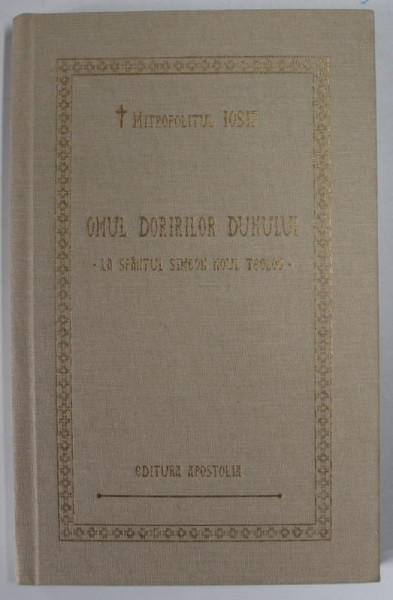 † Mitropolitul IOSIF
OMUL DORIRILOR DUHULUI
- LA SFÂNTUL SIMEON NOUL TEOLOG -
EDITURA APOSTOLIA